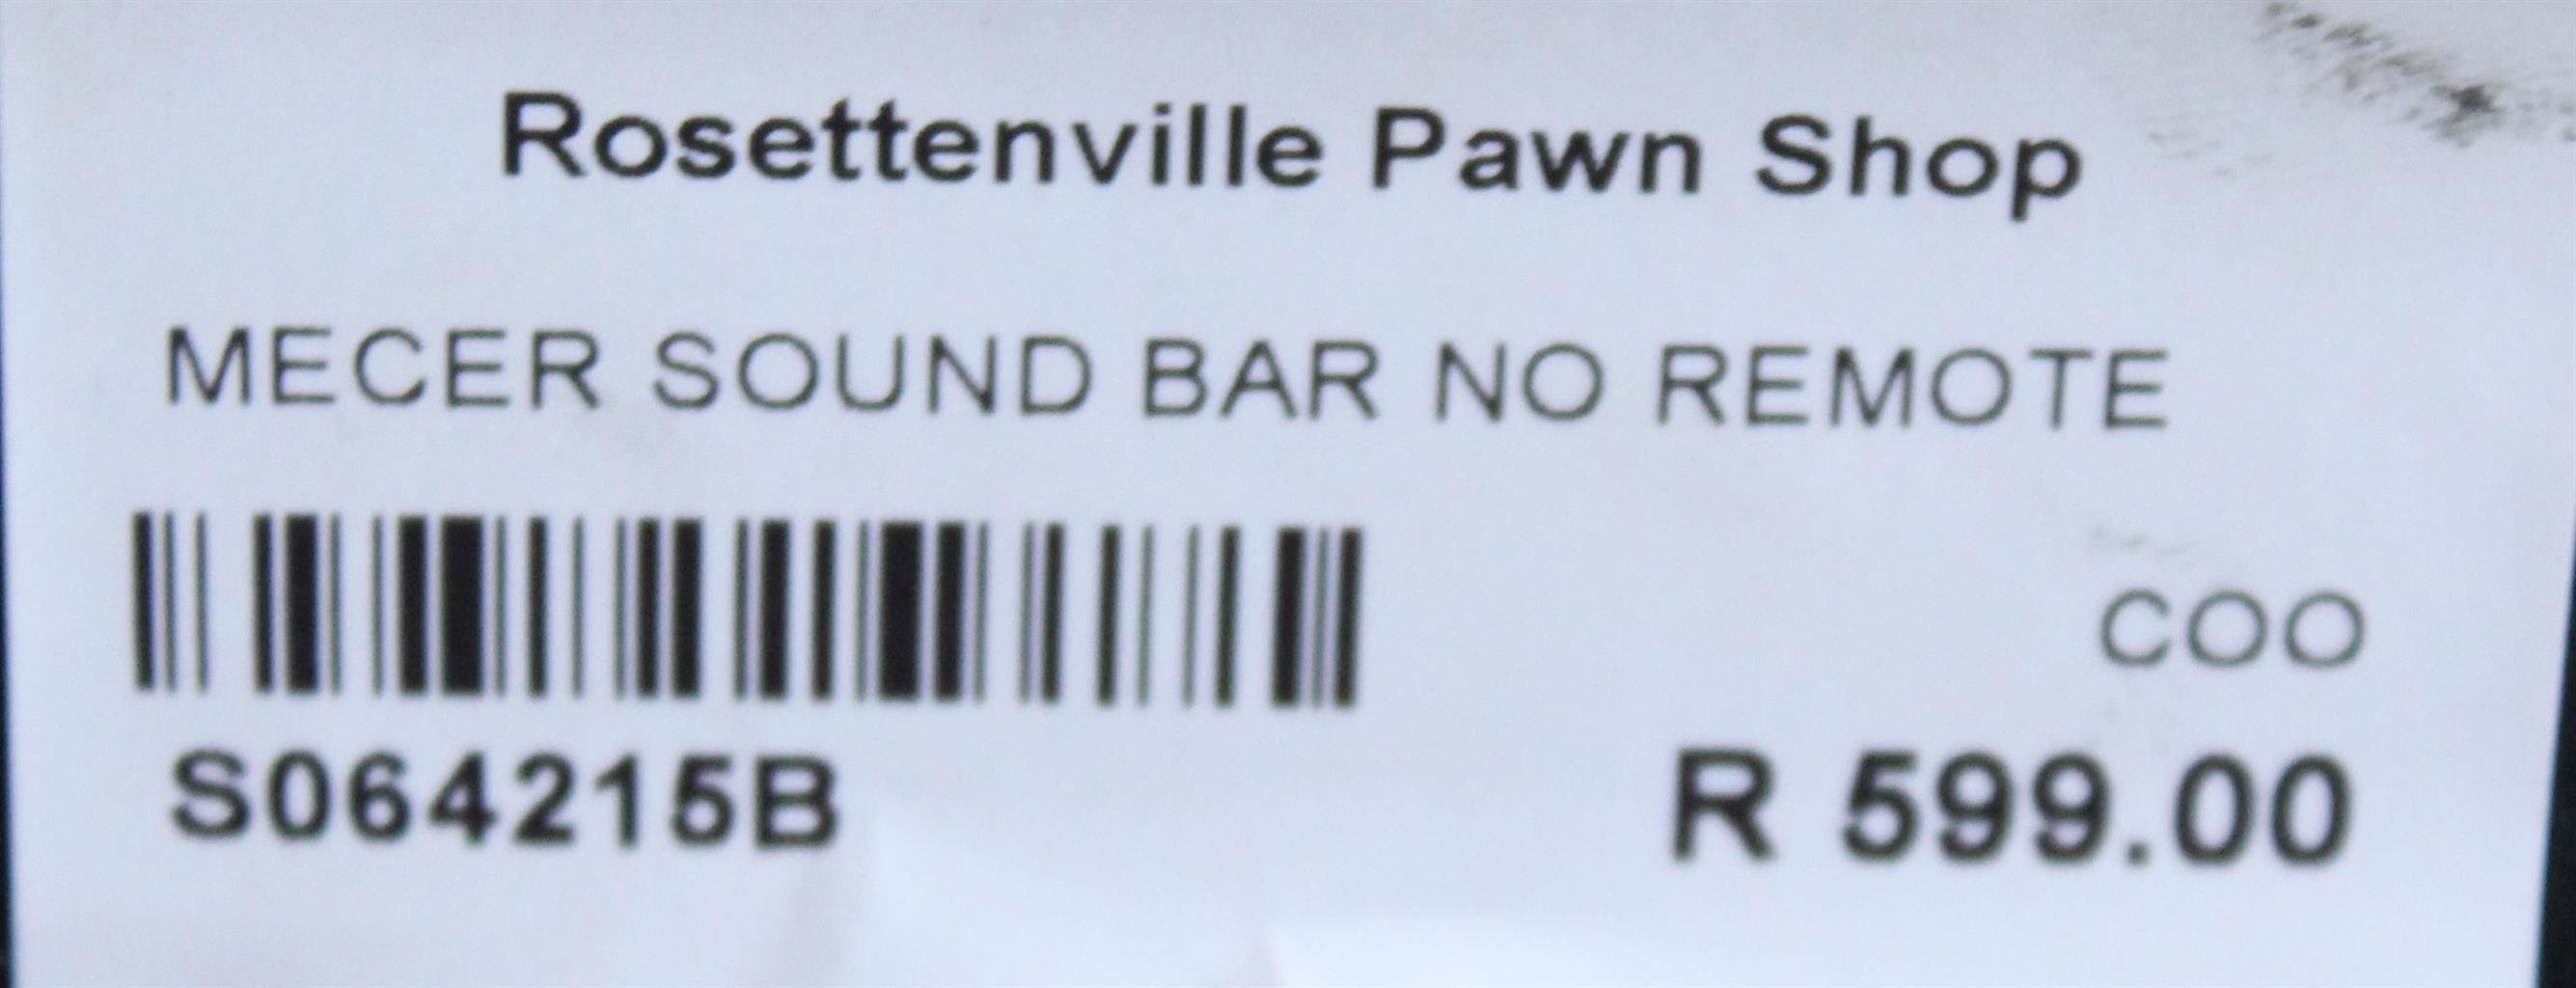 Rosettenville Pawn Shop
MECER SOUND BAR NO REMOTE
COO
S064215B
R 599.00